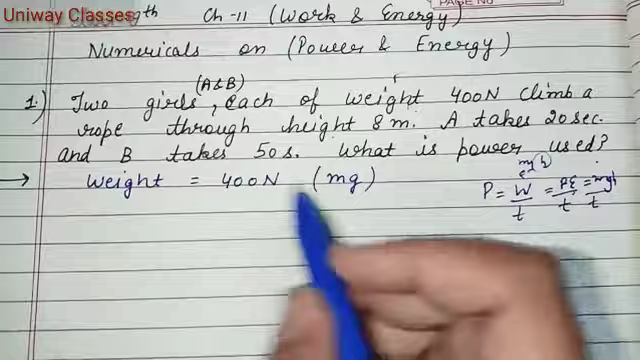 Uniway Classes
Ch-11 (Work & Energy)
Numericals on (Power & Energy)
(A&B)
1.) Two girls, each of weight 400N climb a
rope through height 8m. A takes 20sec.
and B takes 50s. What is power used?
→ Weight = 400N (mg)
P = W/t = PE/t = mgh/t